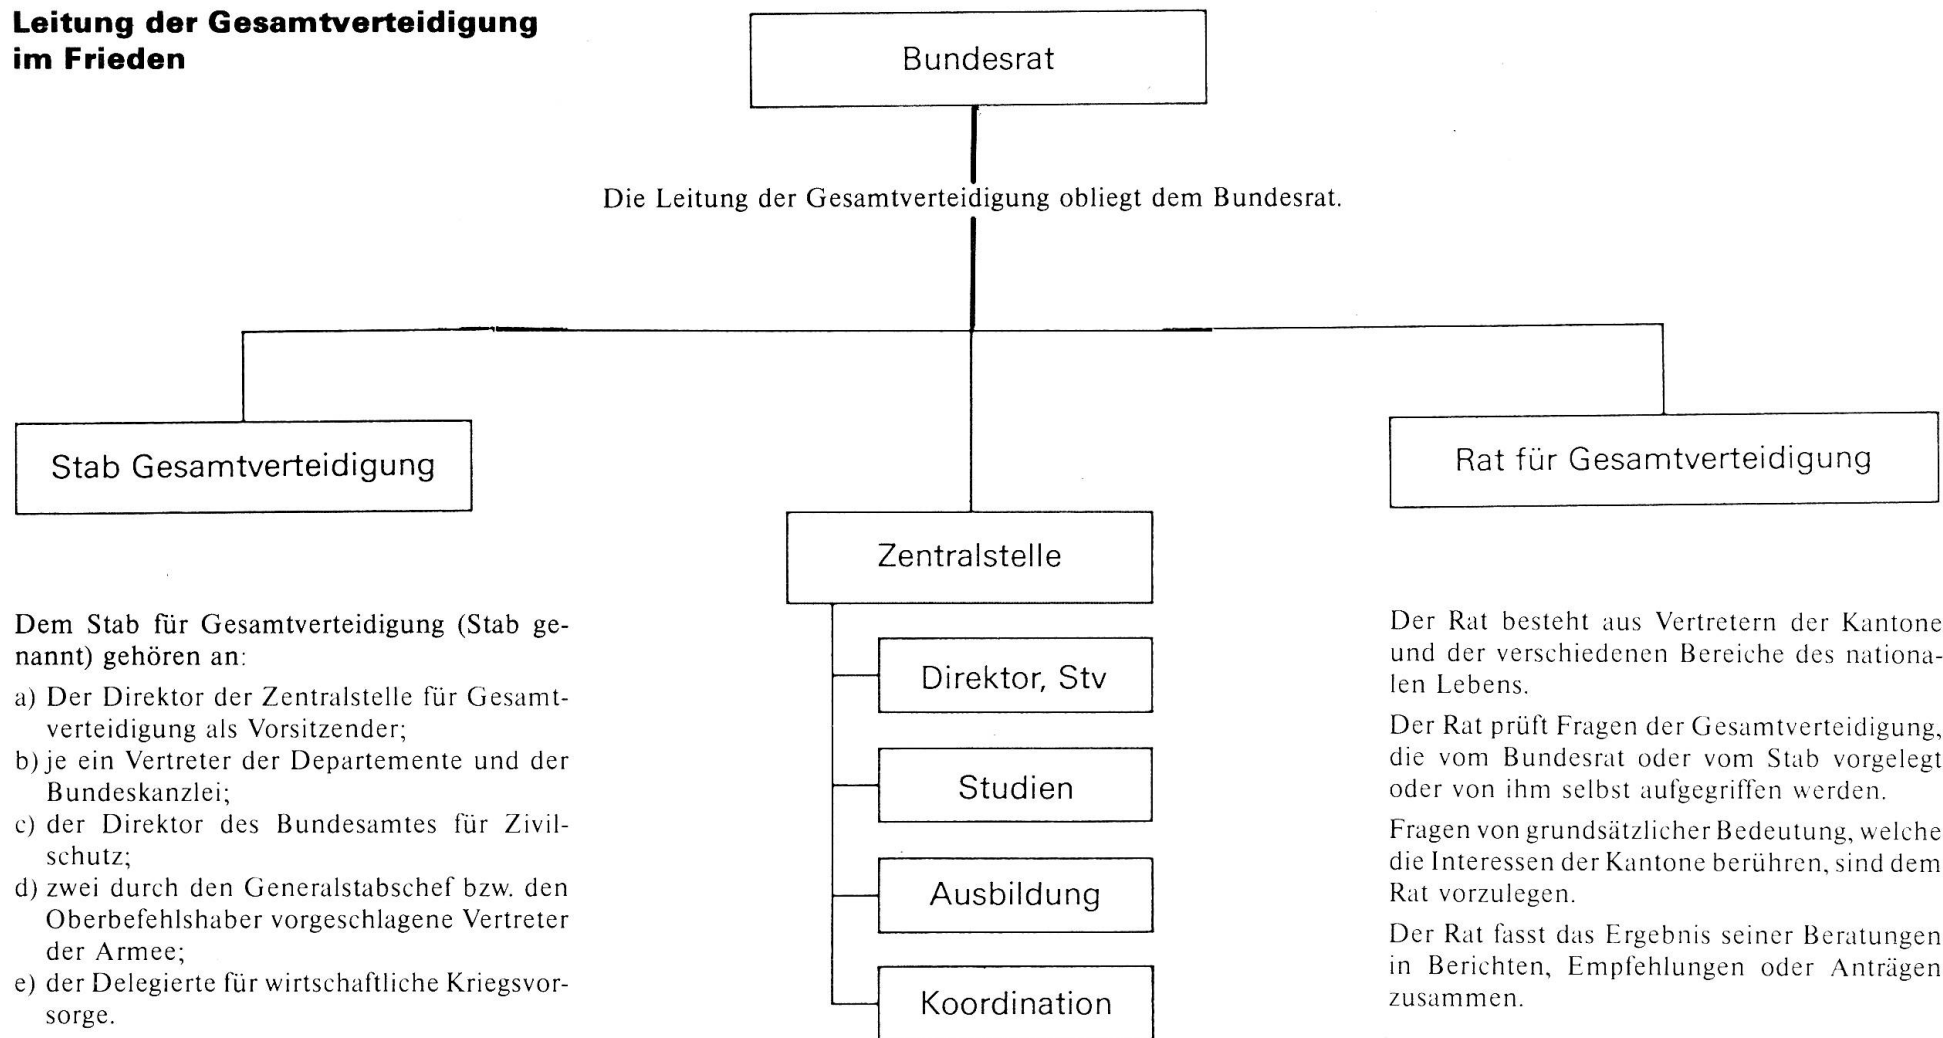 Leitung der Gesamtverteidigung
im Frieden
Bundesrat
Die Leitung der Gesamtverteidigung obliegt dem Bundesrat.
Stab Gesamtverteidigung
Zentralstelle
Direktor, Stv
Studien
Ausbildung
Koordination
Rat für Gesamtverteidigung
Dem Stab für Gesamtverteidigung (Stab ge-
nannt) gehören an:
a) Der Direktor der Zentralstelle für Gesamt-
verteidigung als Vorsitzender;
b) je ein Vertreter der Departemente und der
Bundeskanzlei;
c) der Direktor des Bundesamtes für Zivil-
schutz;
d) zwei durch den Generalstabschef bzw. den
Oberbefehlshaber vorgeschlagene Vertreter
der Armee;
e) der Delegierte für wirtschaftliche Kriegsvor-
sorge.
Der Rat besteht aus Vertretern der Kantone
und der verschiedenen Bereiche des nationa-
len Lebens.
Der Rat prüft Fragen der Gesamtverteidigung,
die vom Bundesrat oder vom Stab vorgelegt
oder von ihm selbst aufgegriffen werden.
Fragen von grundsätzlicher Bedeutung, welche
die Interessen der Kantone berühren, sind dem
Rat vorzulegen.
Der Rat fasst das Ergebnis seiner Beratungen
in Berichten, Empfehlungen oder Anträgen
zusammen.